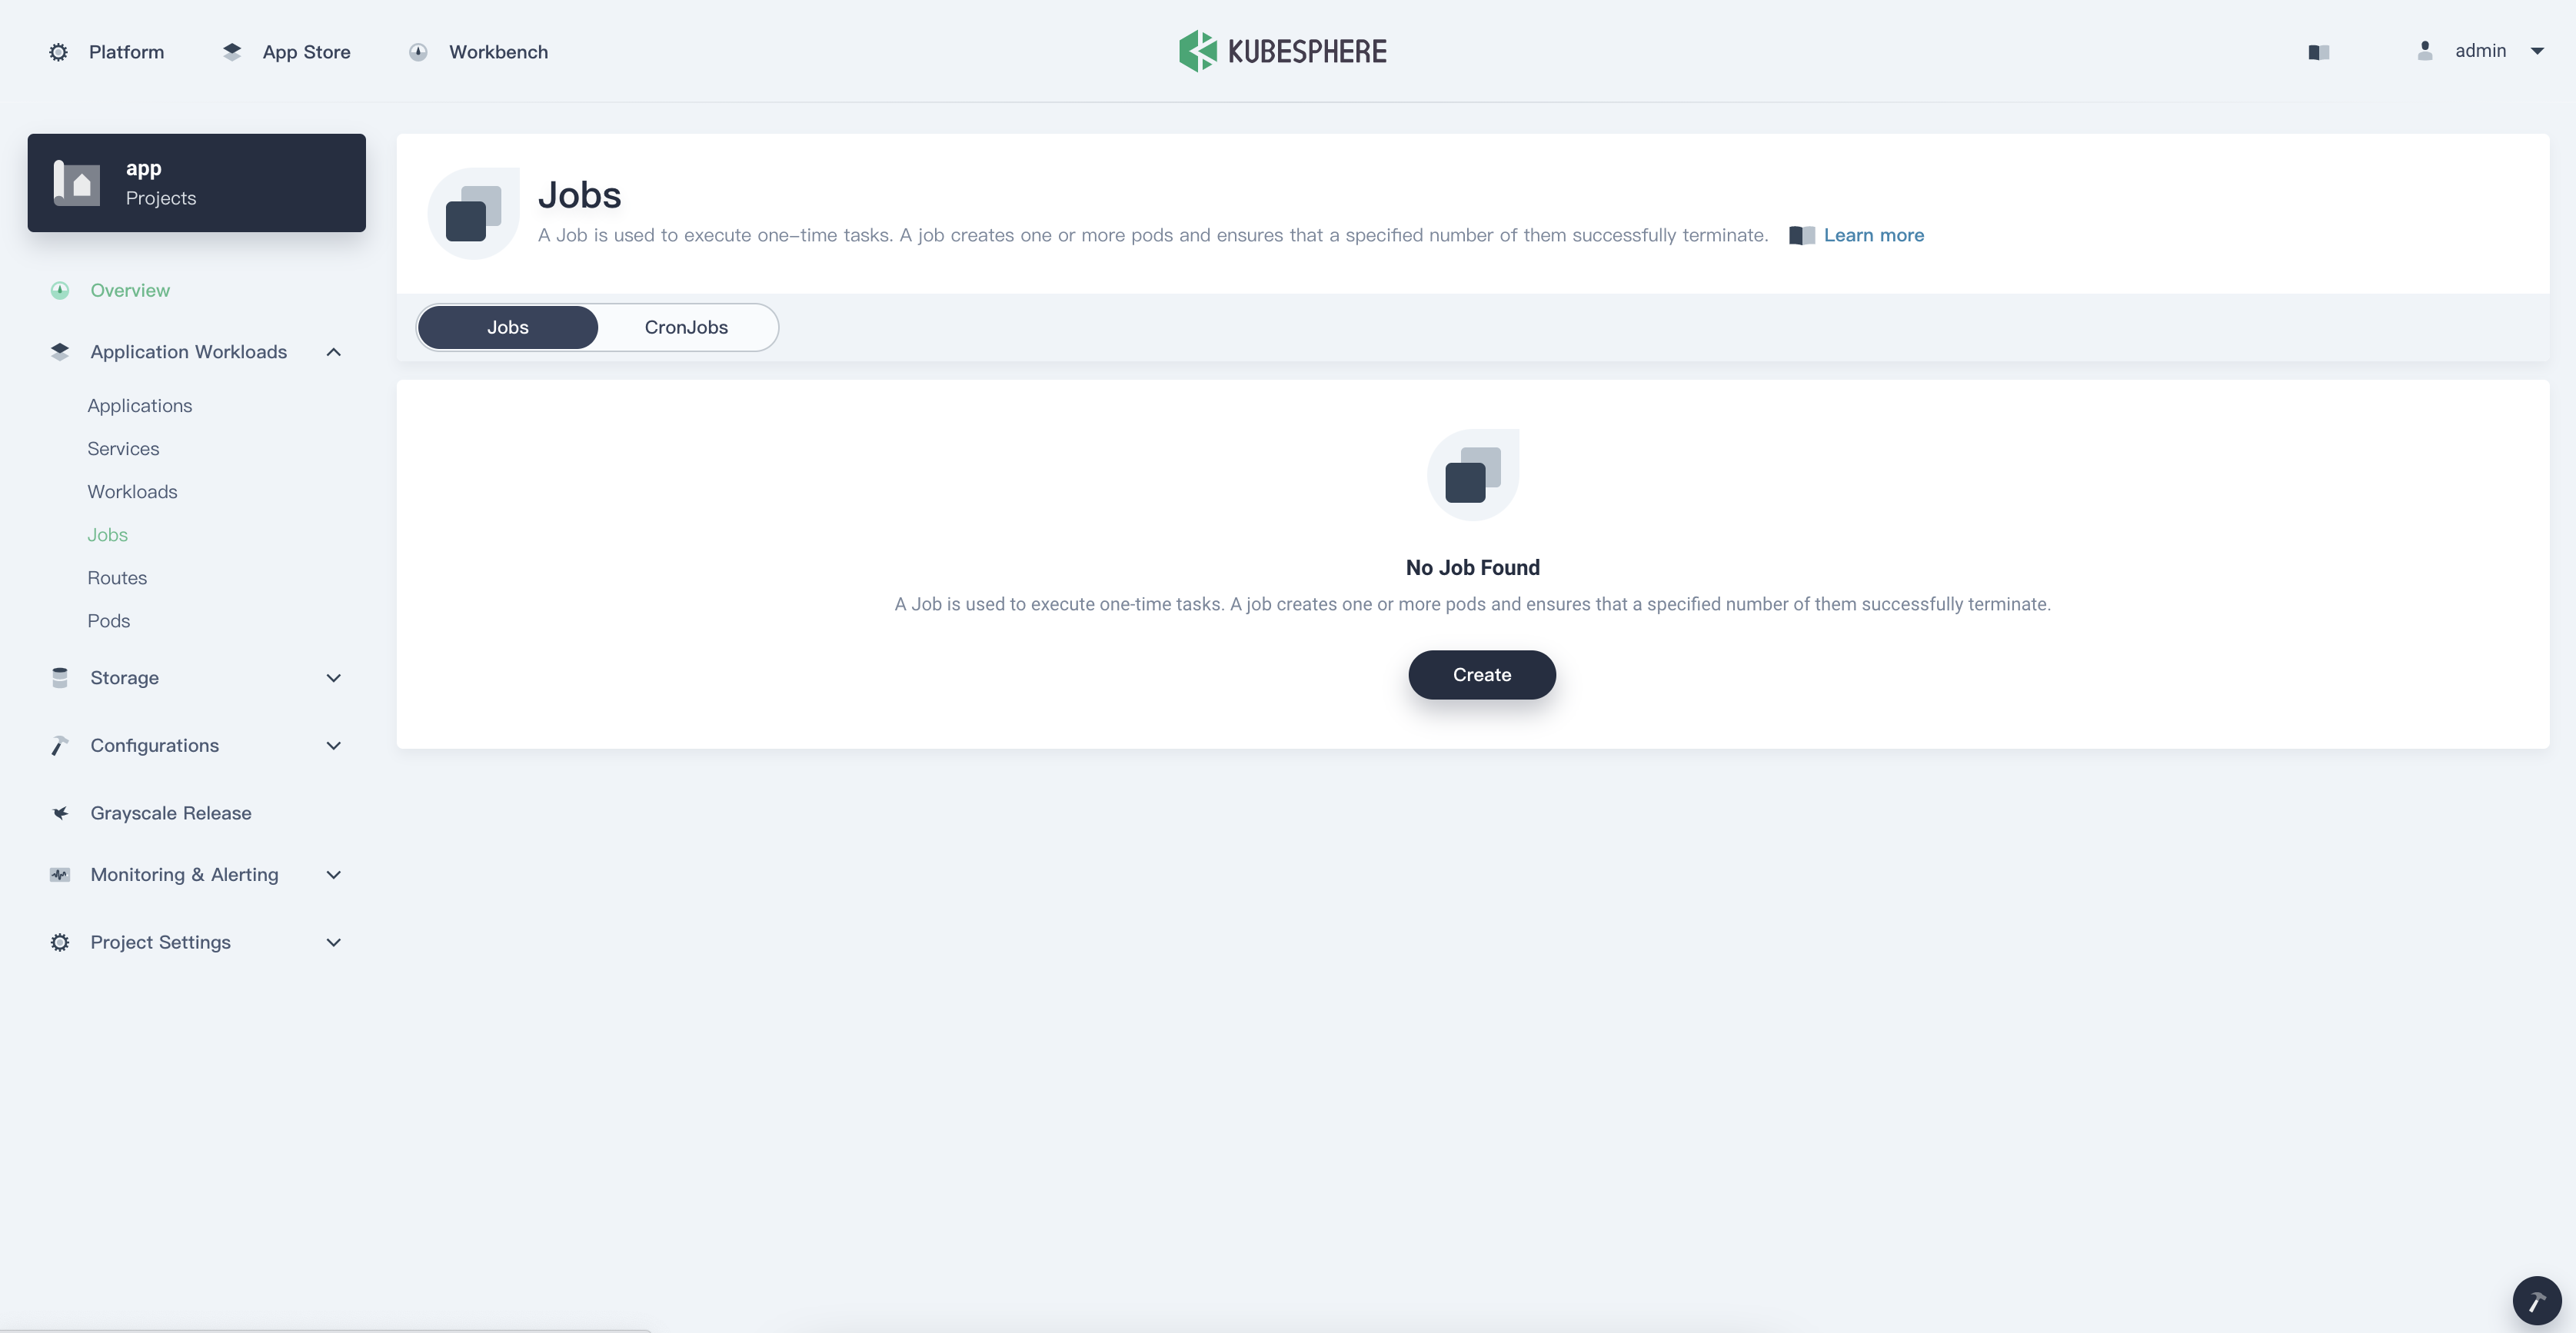 Platform
App Store
Workbench
KUBESPHERE
admin
app
Projects
Overview
Application Workloads
Applications
Services
Workloads
Jobs
Routes
Pods
Storage
Configurations
Grayscale Release
Monitoring & Alerting
Project Settings
Jobs
A Job is used to execute one-time tasks. A job creates one or more pods and ensures that a specified number of them successfully terminate.
Learn more
Jobs
CronJobs
No Job Found
A Job is used to execute one-time tasks. A job creates one or more pods and ensures that a specified number of them successfully terminate.
Create